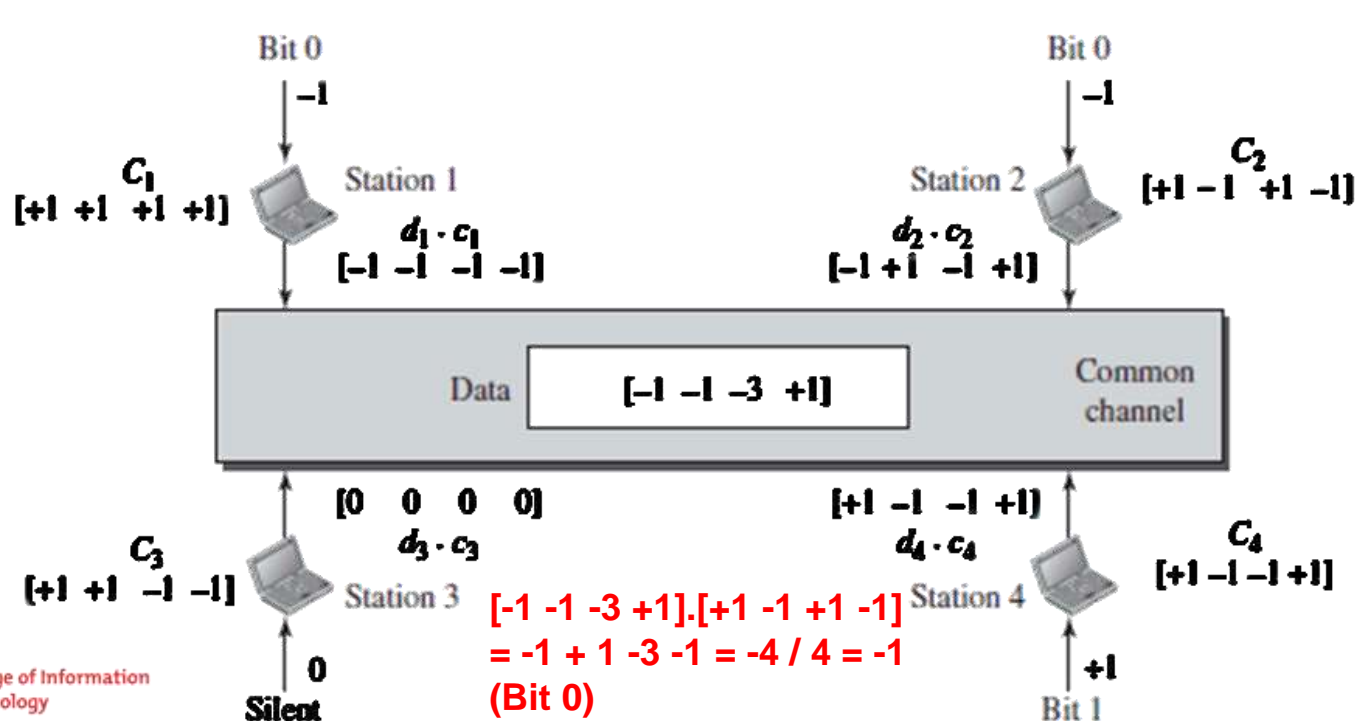 Bit 0
Bit 0
–1
–1
C1
[+1 +1 +1 +1]
Station 1
Station 2
C2
[+1 –1 +1 –1]
d1 · c1
[–1 –1 –1 –1]
d2 · c2
[–1 +1 –1 +1]
Data
[–1 –1 –3 +1]
Common
channel
[0 0 0 0]
d3 · c3
[+1 –1 –1 +1]
d4 · c4
C3
[+1 +1 –1 –1]
Station 3
Station 4
C4
[+1 –1 –1 +1]
[-1 -1 -3 +1].[+1 -1 +1 -1]
= -1 + 1 -3 -1 = -4 / 4 = -1
(Bit 0)
0
Silent
+1
Bit 1
ge of Information
ology